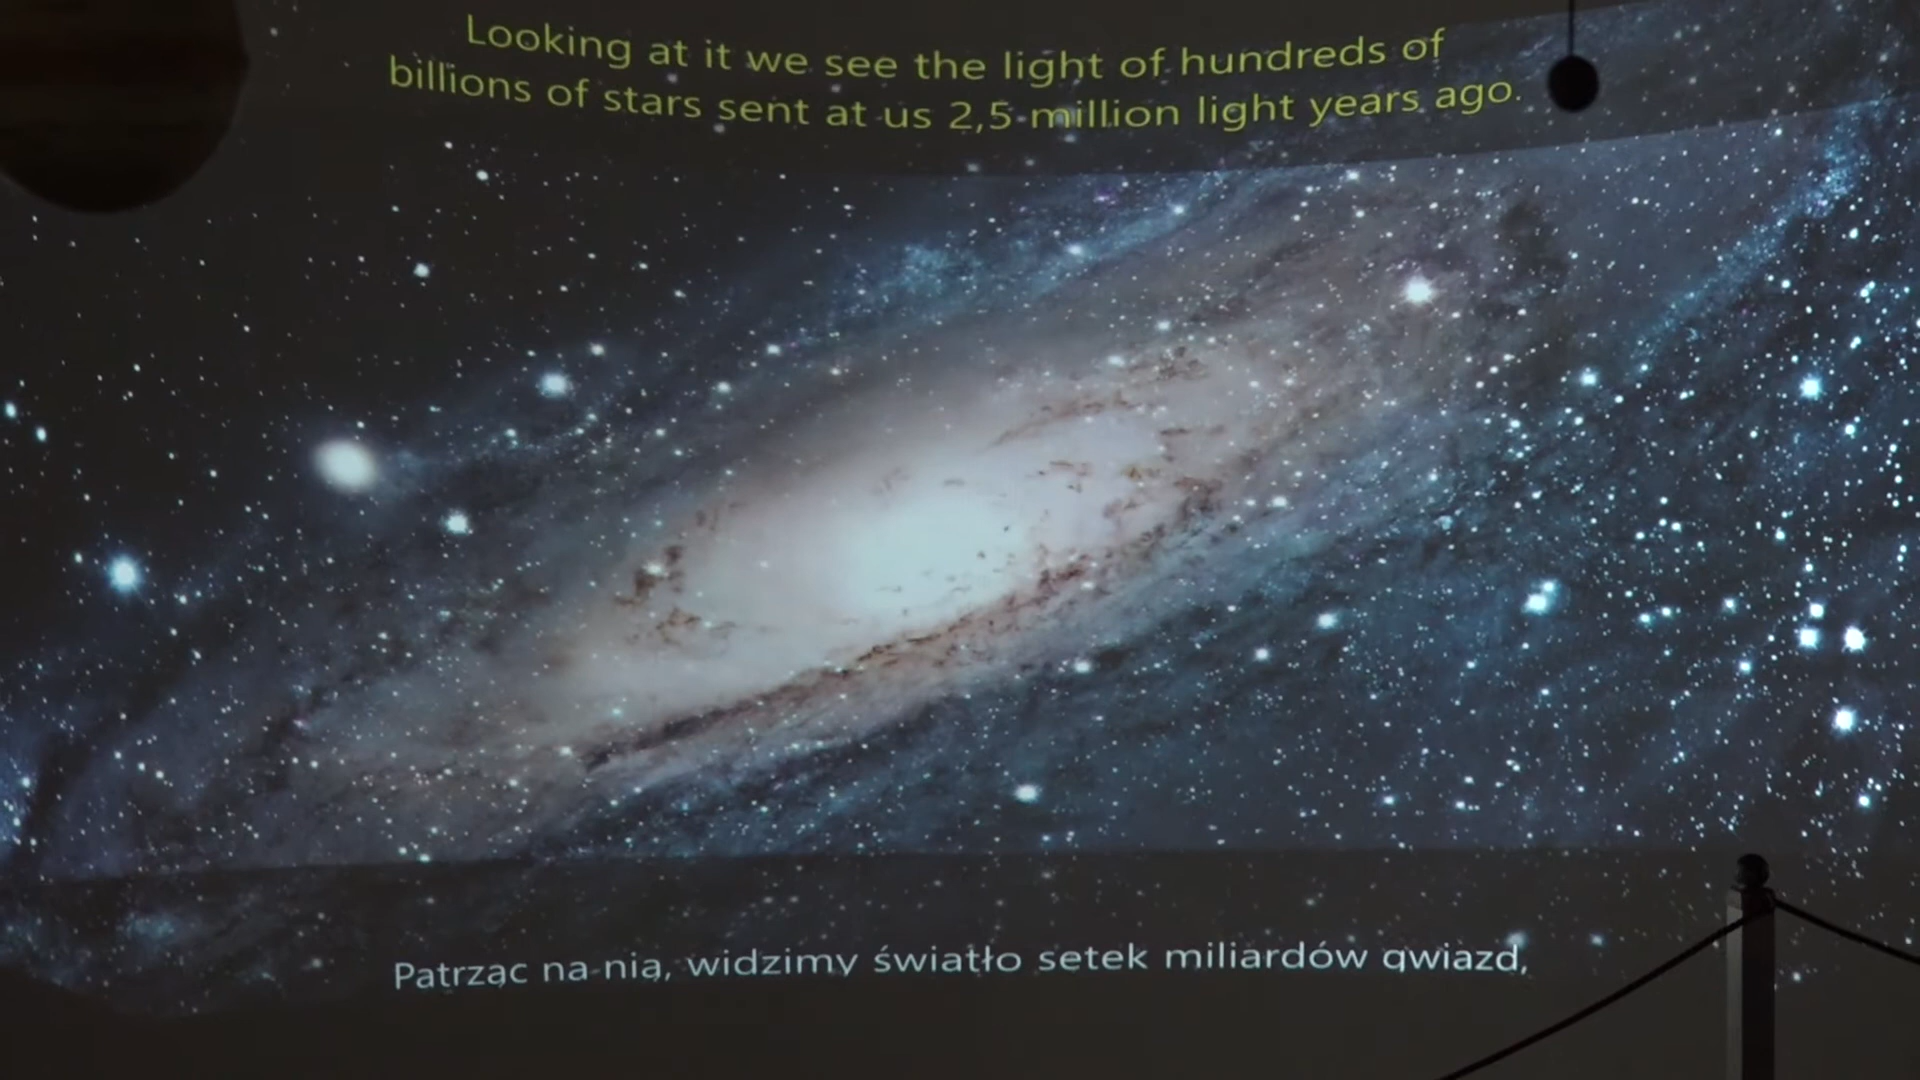 Looking at it we see the light of hundreds of
billions of stars sent at us 2,5 million light years ago.
Patrząc na nią, widzimy światło setek miliardów gwiazd,